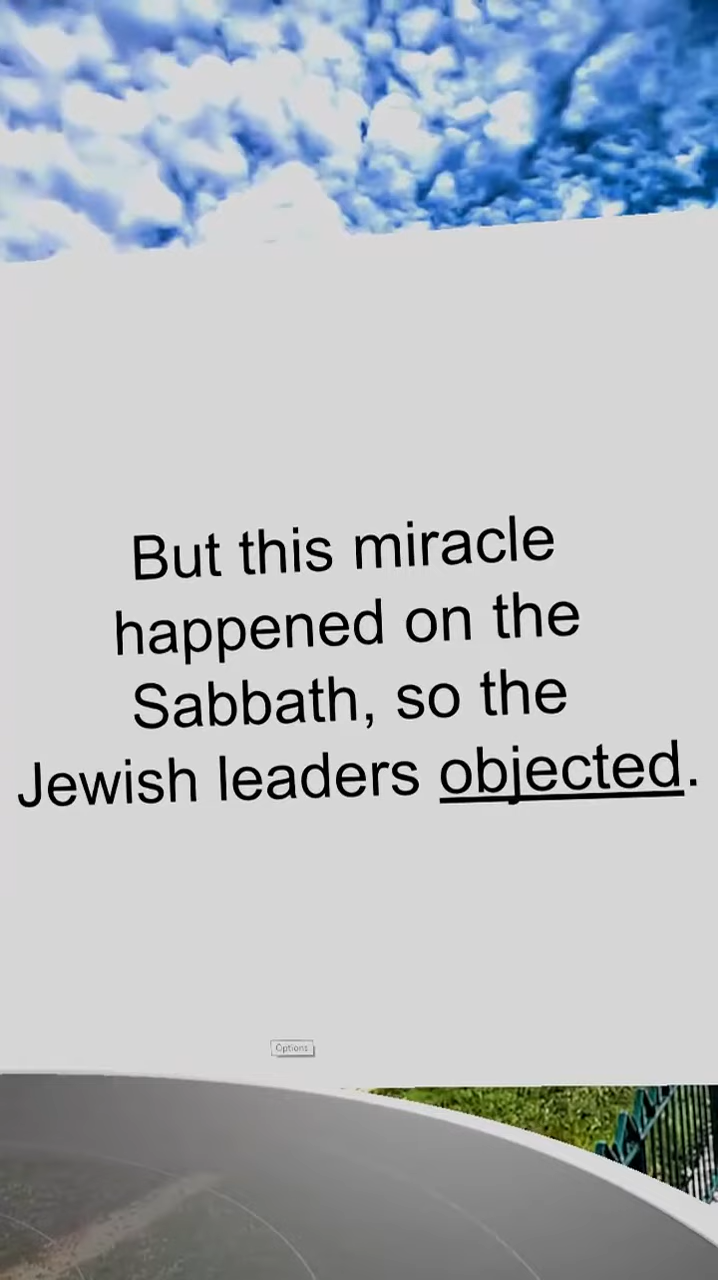 But this miracle
happened on the
Sabbath, so the
Jewish leaders objected.
Options